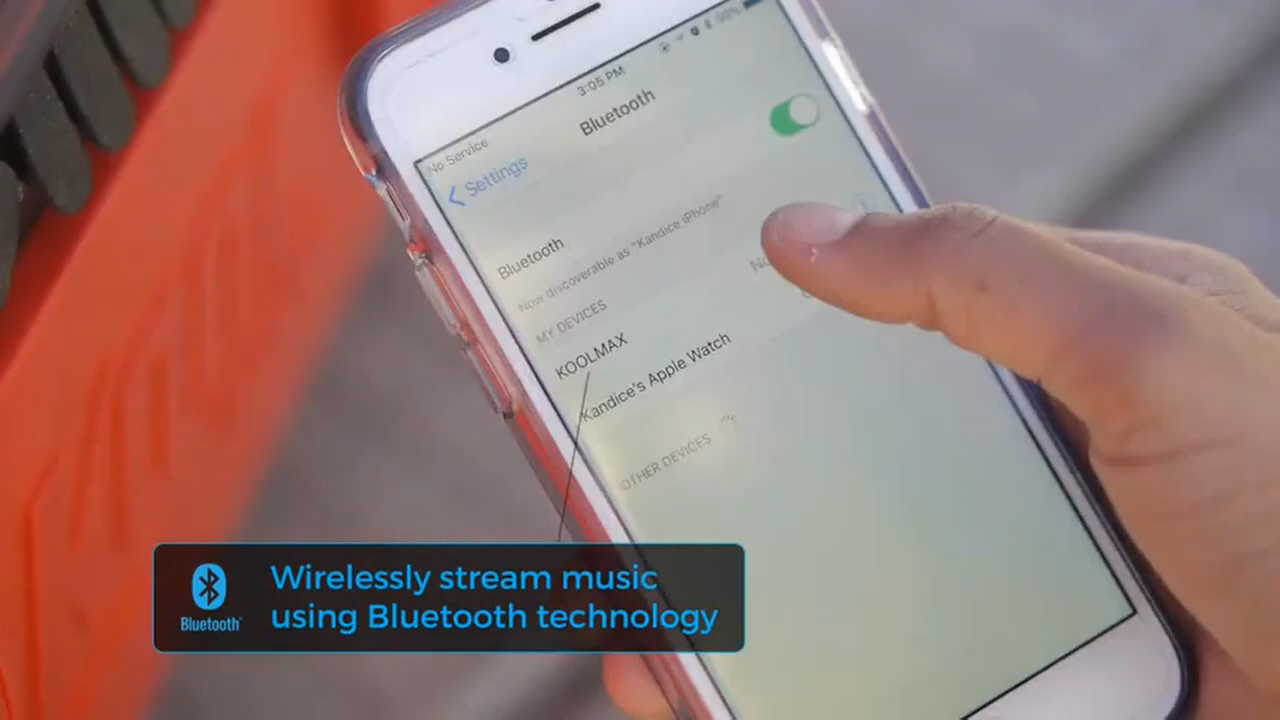 3:05 PM
No Service
Bluetooth
Settings
Bluetooth
Now discoverable as "Kandice iPhone"
MY DEVICES
KOOLMAX
Kandice's Apple Watch
OTHER DEVICES
Wirelessly stream music
using Bluetooth technology
Bluetooth